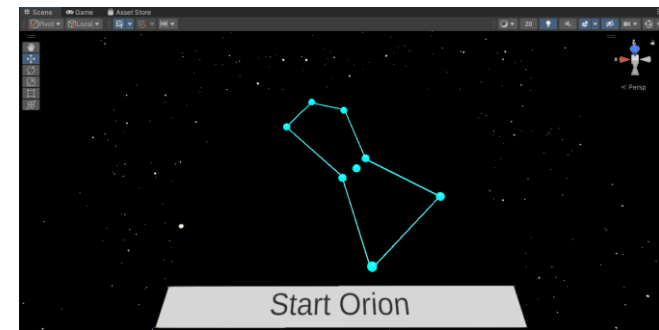 Scene Game Asset Store
Pivot Local 2D
Persp
Start Orion